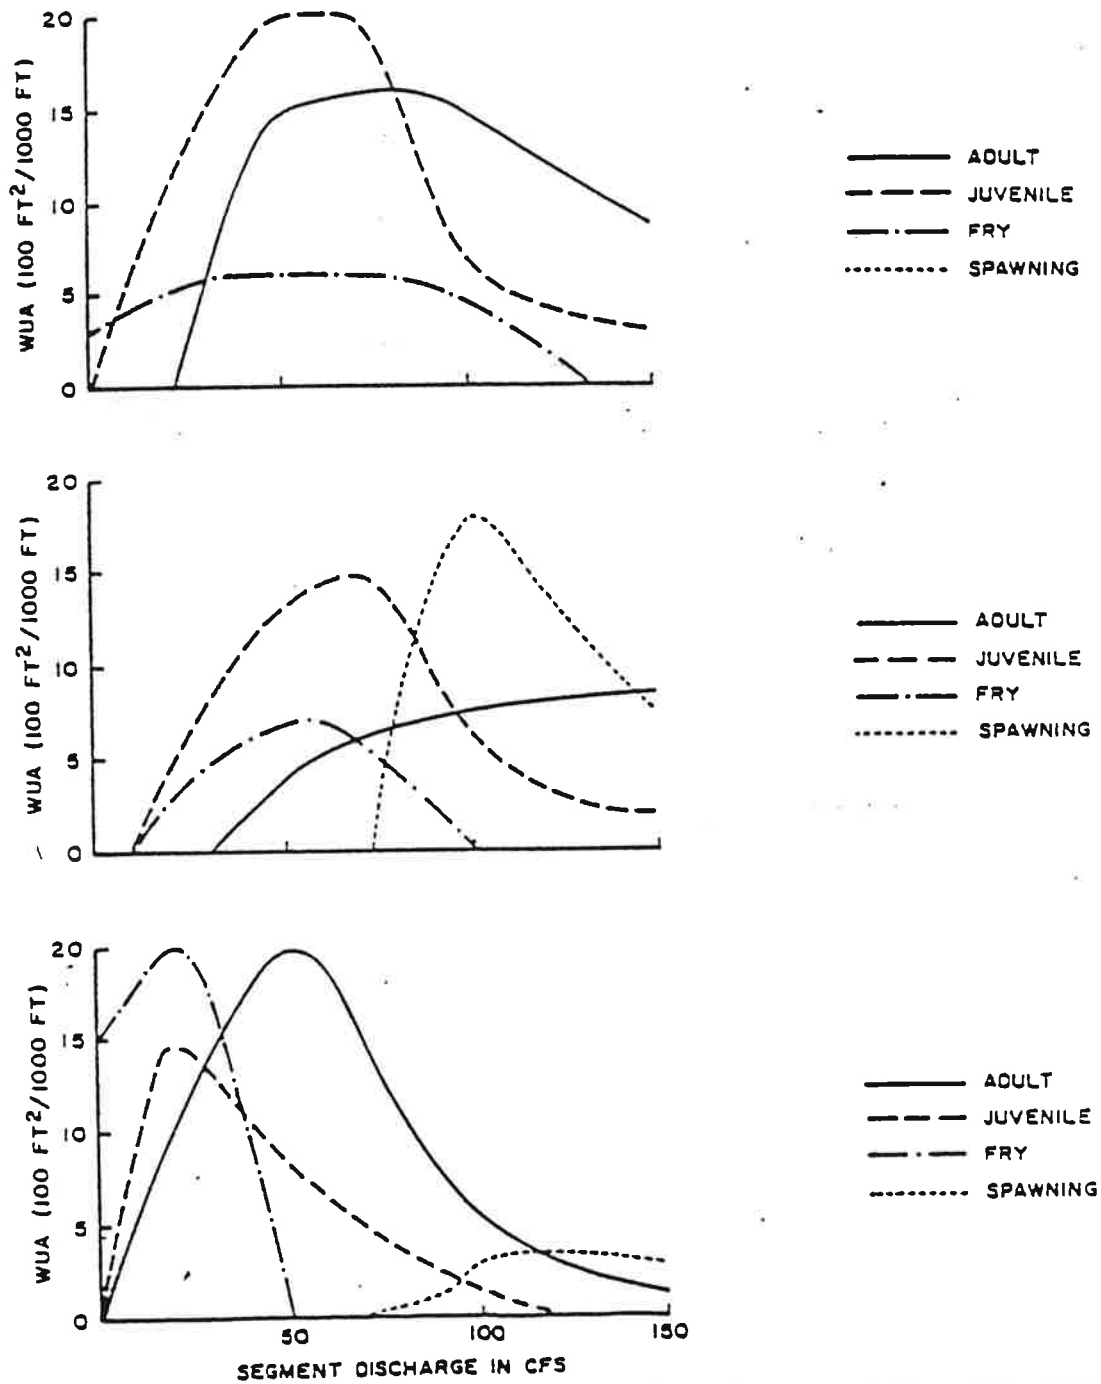 WUA (100 FT²/1000 FT)
20
15
10
5
0
ADULT
JUVENILE
FRY
SPAWNING
WUA (100 FT²/1000 FT)
20
15
10
5
0
ADULT
JUVENILE
FRY
SPAWNING
WUA (100 FT²/1000 FT)
20
15
10
5
0
50
100
150
SEGMENT DISCHARGE IN CFS
ADULT
JUVENILE
FRY
SPAWNING